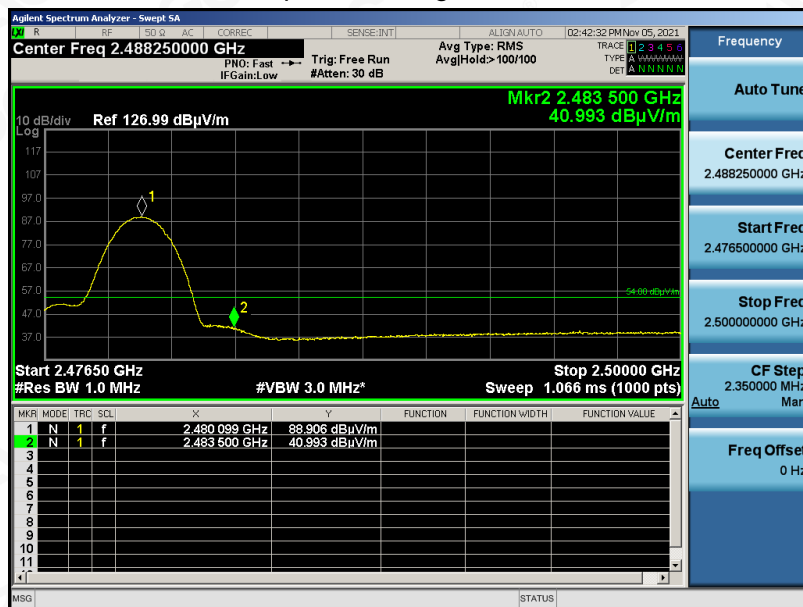 Agilent Spectrum Analyzer - Swept SA
LXI R RF 50 Ω AC CORREC SENSE:INT ALIGN AUTO 02:42:32 PM Nov 05, 2021
Center Freq 2.488250000 GHz Avg Type: RMS TRACE 1 2 3 4 5 6 Frequency
PNO: Fast Trig: Free Run Avg|Hold:>100/100 TYPE A WWWWW
IFGain:Low #Atten: 30 dB DET A N N N N N
Auto Tune
Mkr2 2.483 500 GHz
10 dB/div Ref 126.99 dBµV/m 40.993 dBµV/m
Log
117
107
97.0
87.0
77.0
67.0
57.0
47.0
37.0
1
2
54.00 dBµV/m
Center Freq
2.488250000 GHz
Start Freq
2.476500000 GHz
Stop Freq
2.500000000 GHz
Start 2.47650 GHz Stop 2.50000 GHz
#Res BW 1.0 MHz #VBW 3.0 MHz* Sweep 1.066 ms (1000 pts)
CF Step
2.350000 MHz
Auto Man
MKR MODE TRC SCL X Y FUNCTION FUNCTION WIDTH FUNCTION VALUE
1 N 1 f 2.480 099 GHz 88.906 dBµV/m
2 N 1 f 2.483 500 GHz 40.993 dBµV/m
3
4
5
6
7
8
9
10
11
Freq Offset
0 Hz
MSG STATUS